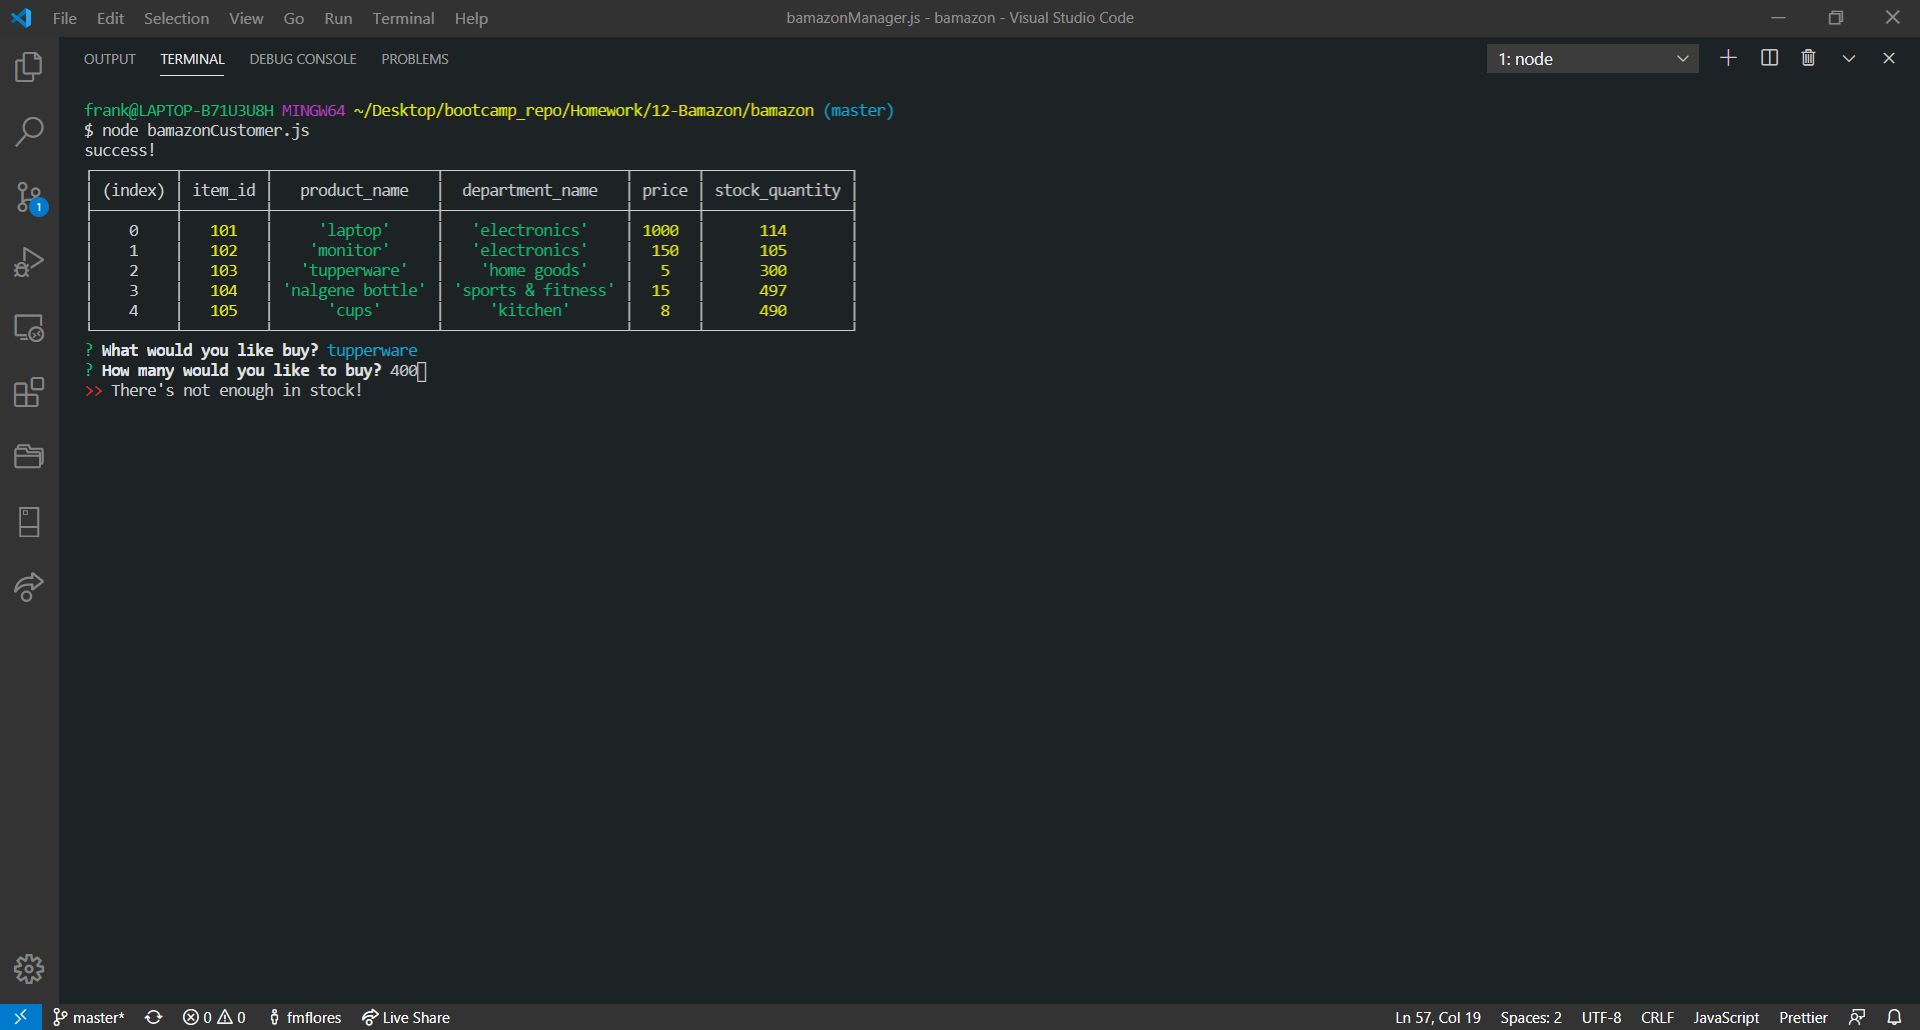 File Edit Selection View Go Run Terminal Help
bamazonManager.js - bamazon - Visual Studio Code
OUTPUT TERMINAL DEBUG CONSOLE PROBLEMS
1: node
frank@LAPTOP-B71U3U8H MINGW64 ~/Desktop/bootcamp_repo/Homework/12-Bamazon/bamazon (master)
$ node bamazonCustomer.js
success!
(index) item_id product_name department_name price stock_quantity
0 101 'laptop' 'electronics' 1000 114
1 102 'monitor' 'electronics' 150 105
2 103 'tupperware' 'home goods' 5 300
3 104 'nalgene bottle' 'sports & fitness' 15 497
4 105 'cups' 'kitchen' 8 490
? What would you like buy? tupperware
? How many would you like to buy? 400
>> There's not enough in stock!
1
master* 0 0 fmflores Live Share
Ln 57, Col 19 Spaces: 2 UTF-8 CRLF JavaScript Prettier